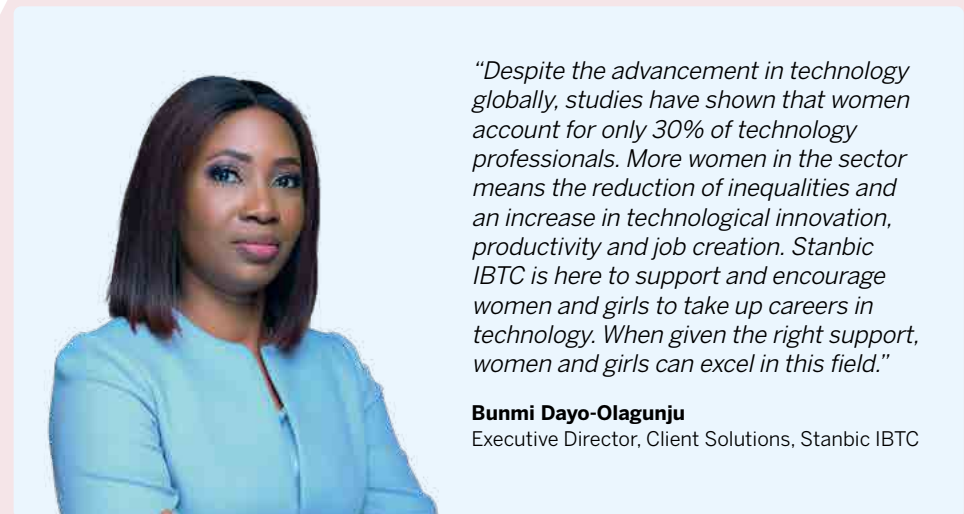 “Despite the advancement in technology
globally, studies have shown that women
account for only 30% of technology
professionals. More women in the sector
means the reduction of inequalities and
an increase in technological innovation,
productivity and job creation. Stanbic
IBTC is here to support and encourage
women and girls to take up careers in
technology. When given the right support,
women and girls can excel in this field.”
Bunmi Dayo-Olagunju
Executive Director, Client Solutions, Stanbic IBTC